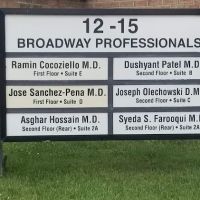 12 -15
BROADWAY PROFESSIONALS
Ramin Cocoziello M.D.
First Floor • Suite E
Dushyant Patel M.D.
Second Floor • Suite B
Jose Sanchez-Pena M.D.
First Floor • Suite D
Joseph Olechowski D.M.D.
Second Floor • Suite C
Asghar Hossain M.D.
Second Floor (Rear) • Suite 2A
Syeda S. Farooqui M.D.
Second Floor (Rear) • Suite 2A